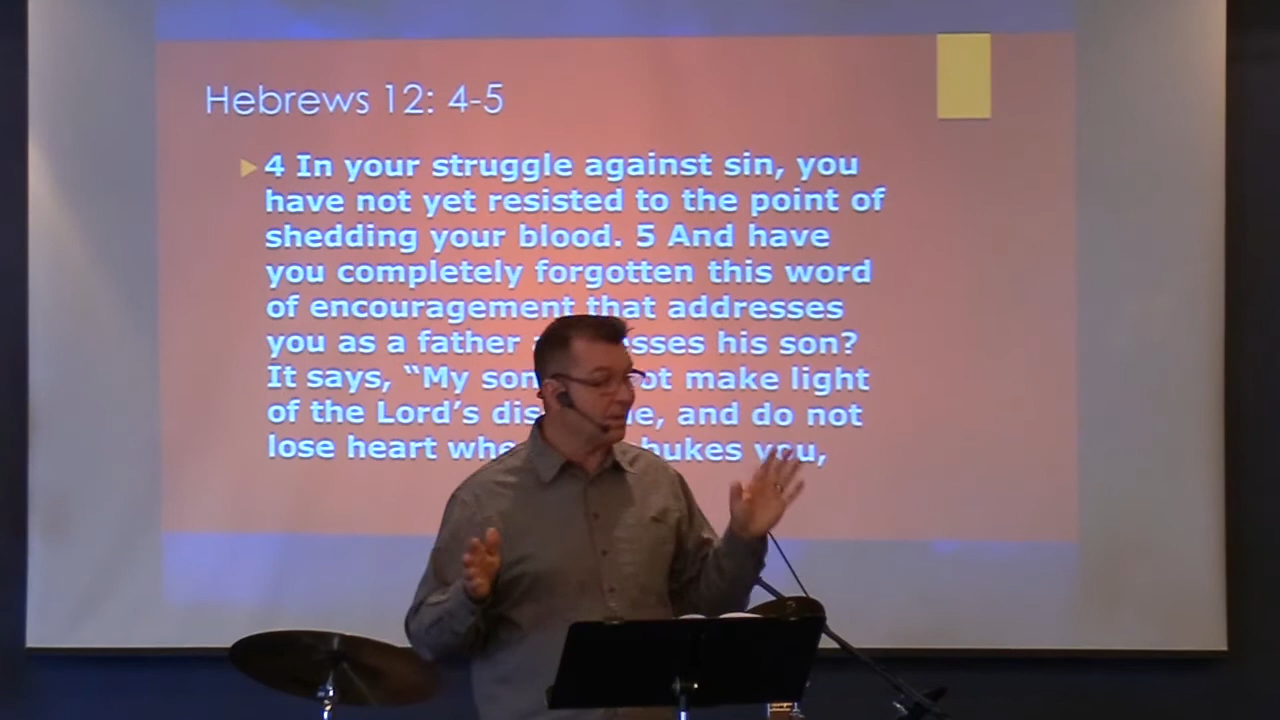 Hebrews 12: 4-5
4 In your struggle against sin, you
have not yet resisted to the point of
shedding your blood. 5 And have
you completely forgotten this word
of encouragement that addresses
you as a father his son?
It says, “My son not make light
of the Lord’s and do not
lose heart you,